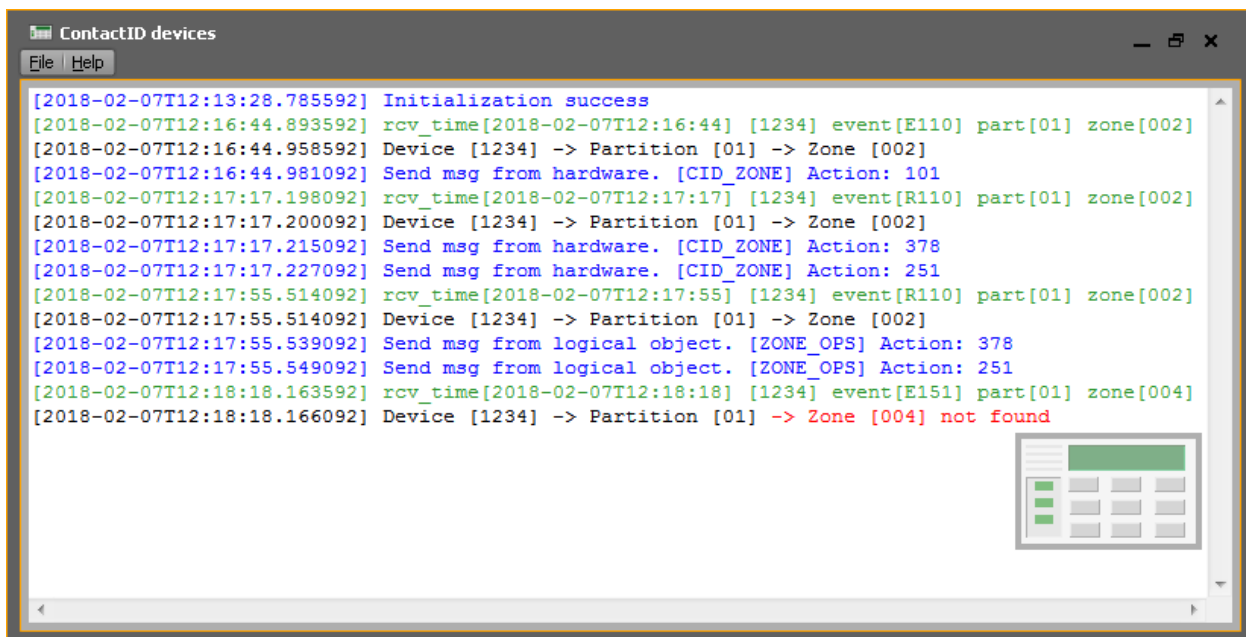 ContactID devices
File Help
[2018-02-07T12:13:28.785592] Initialization success
[2018-02-07T12:16:44.893592] rcv_time[2018-02-07T12:16:44] [1234] event[E110] part[01] zone[002]
[2018-02-07T12:16:44.958592] Device [1234] -> Partition [01] -> Zone [002]
[2018-02-07T12:16:44.981092] Send msg from hardware. [CID_ZONE] Action: 101
[2018-02-07T12:17:17.198092] rcv_time[2018-02-07T12:17:17] [1234] event[R110] part[01] zone[002]
[2018-02-07T12:17:17.200092] Device [1234] -> Partition [01] -> Zone [002]
[2018-02-07T12:17:17.215092] Send msg from hardware. [CID_ZONE] Action: 378
[2018-02-07T12:17:17.227092] Send msg from hardware. [CID_ZONE] Action: 251
[2018-02-07T12:17:55.514092] rcv_time[2018-02-07T12:17:55] [1234] event[R110] part[01] zone[002]
[2018-02-07T12:17:55.514092] Device [1234] -> Partition [01] -> Zone [002]
[2018-02-07T12:17:55.539092] Send msg from logical object. [ZONE_OPS] Action: 378
[2018-02-07T12:17:55.549092] Send msg from logical object. [ZONE_OPS] Action: 251
[2018-02-07T12:18:18.163592] rcv_time[2018-02-07T12:18:18] [1234] event[E151] part[01] zone[004]
[2018-02-07T12:18:18.166092] Device [1234] -> Partition [01] -> Zone [004] not found